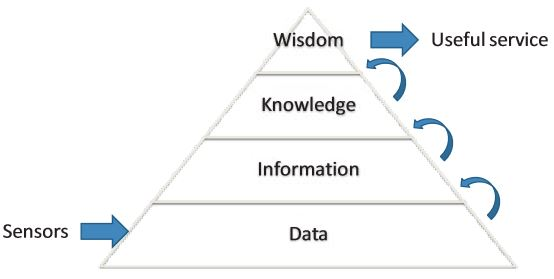 Wisdom
Useful service
Knowledge
Information
Sensors
Data